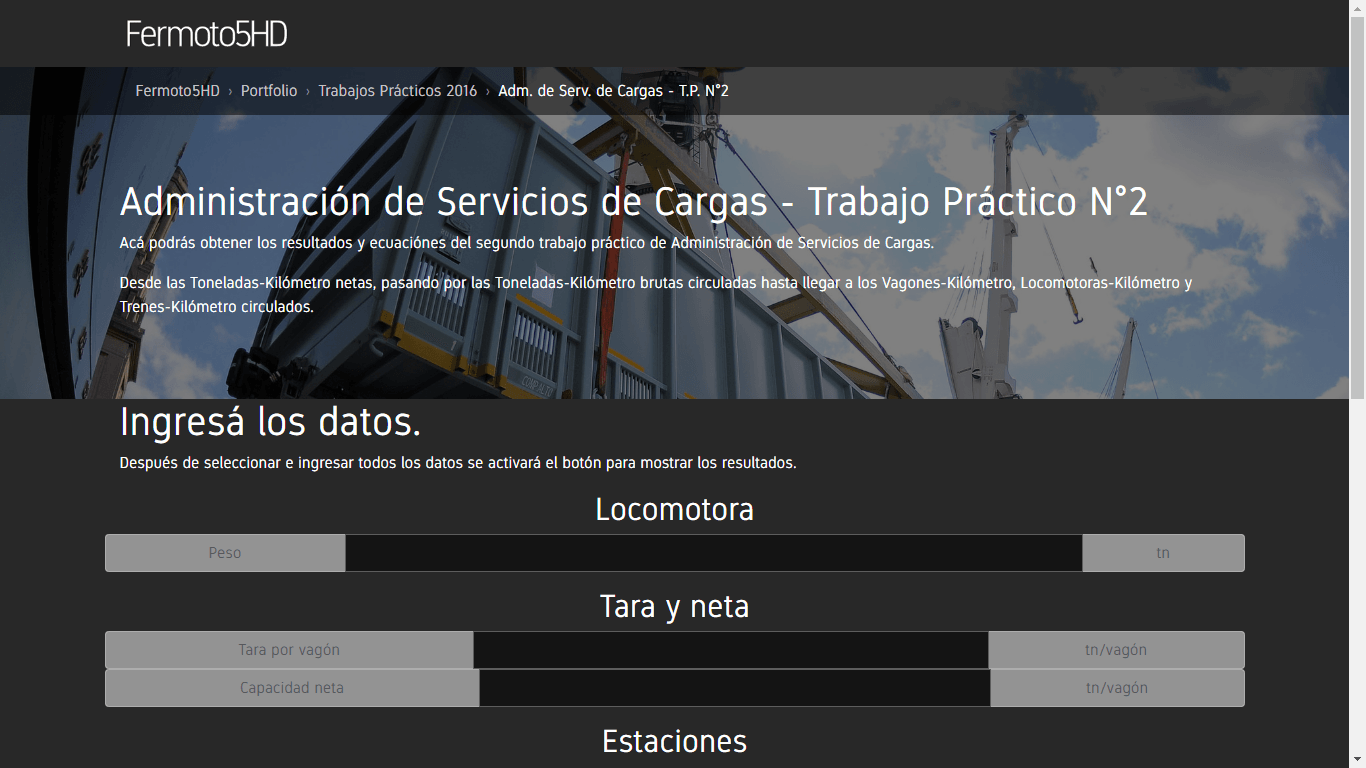 Fermoto5HD
Fermoto5HD › Portfolio › Trabajos Prácticos 2016 › Adm. de Serv. de Cargas - T.P. N°2
Administración de Servicios de Cargas - Trabajo Práctico N°2
Acá podrás obtener los resultados y ecuaciónes del segundo trabajo práctico de Administración de Servicios de Cargas.
Desde las Toneladas-Kilómetro netas, pasando por las Toneladas-Kilómetro brutas circuladas hasta llegar a los Vagones-Kilómetro, Locomotoras-Kilómetro y
Trenes-Kilómetro circulados.
Ingresá los datos.
Después de seleccionar e ingresar todos los datos se activará el botón para mostrar los resultados.
Locomotora
Peso tn
Tara y neta
Tara por vagón tn/vagón
Capacidad neta tn/vagón
Estaciones